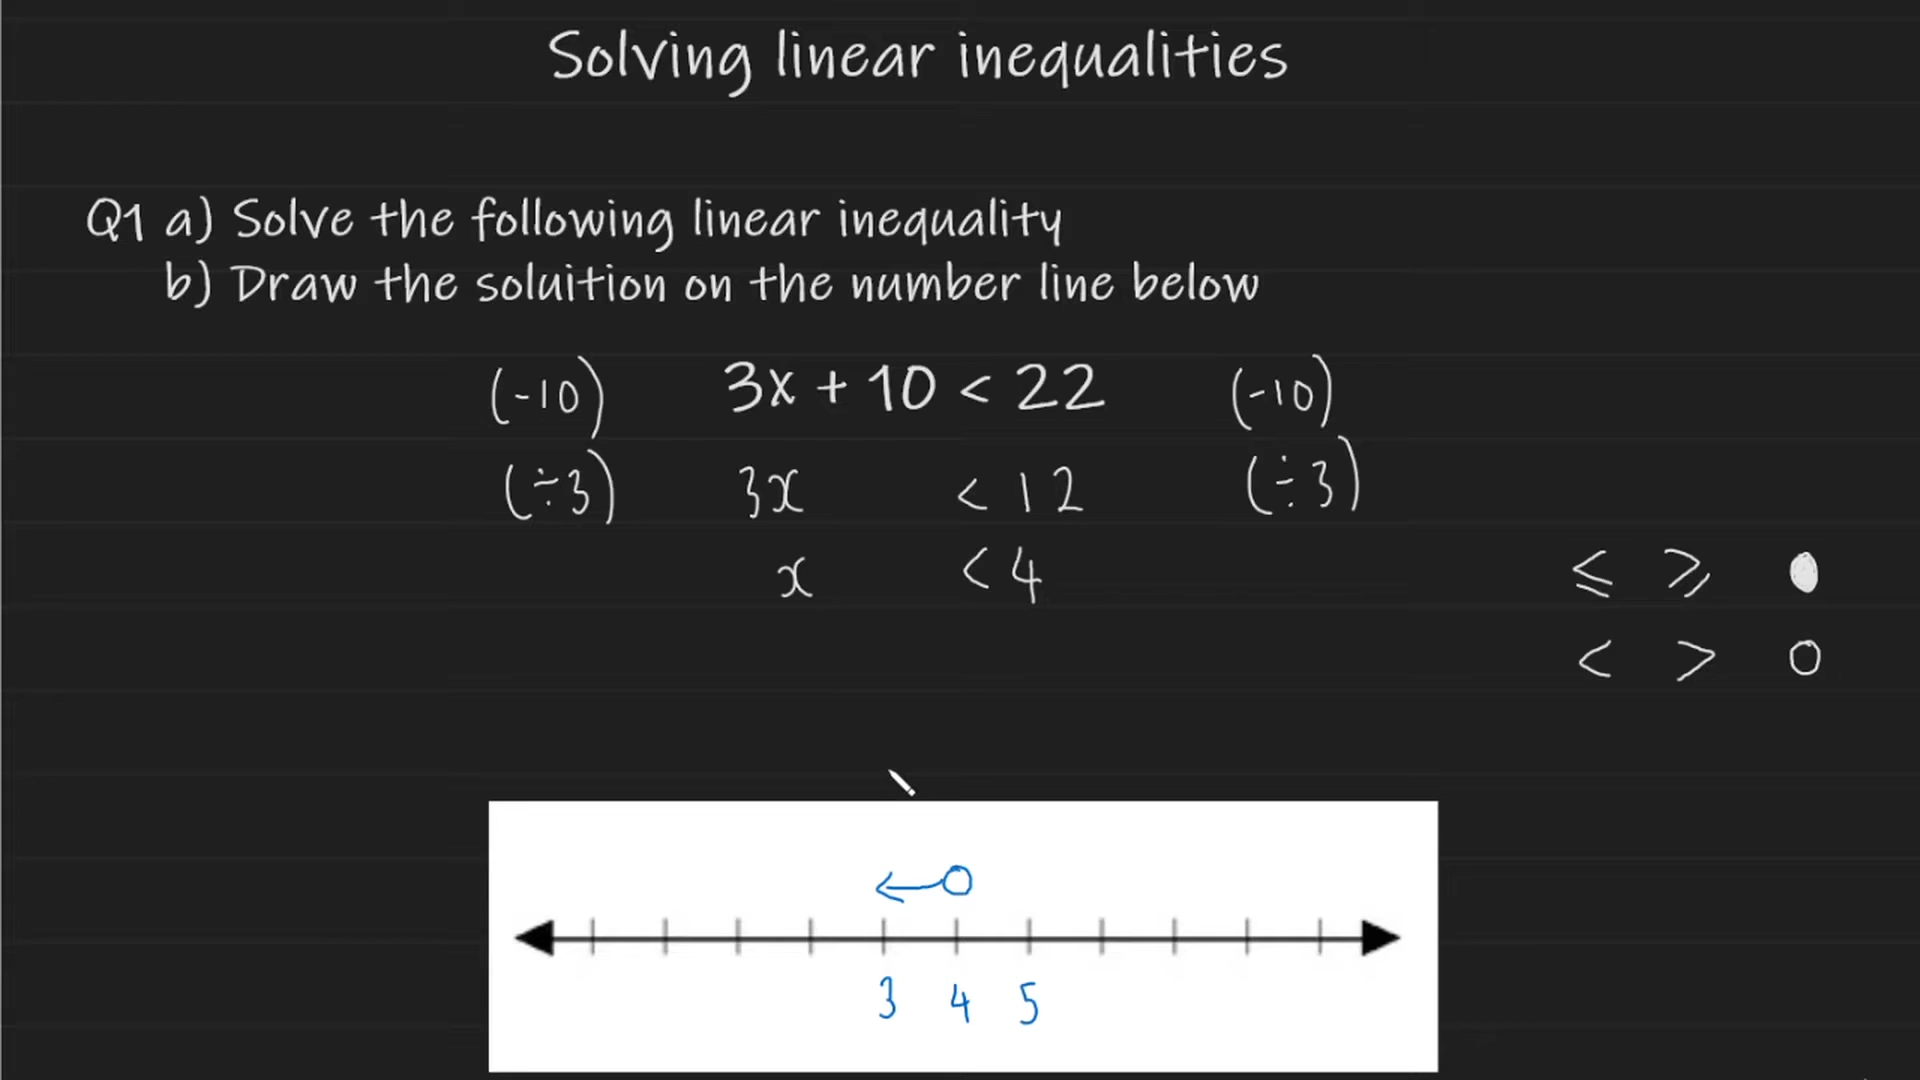 Solving linear inequalities
Q1 a) Solve the following linear inequality
b) Draw the soluition on the number line below
(-10) 3x + 10 < 22 (-10)
(÷3) 3x < 12 (÷3)
x < 4
≤ ≥
< >
3 4 5